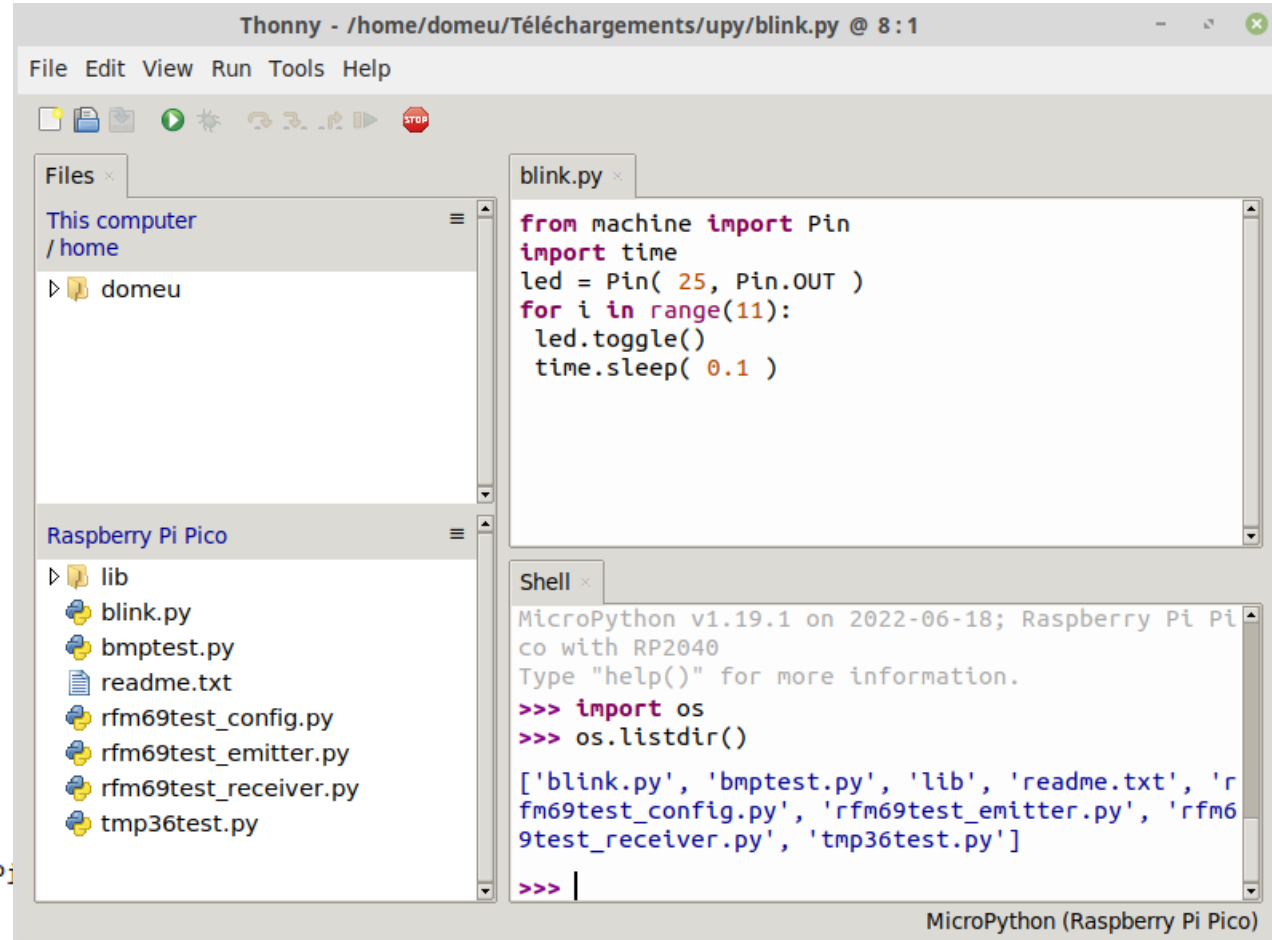 Thonny - /home/domeu/Téléchargements/upy/blink.py @ 8 : 1
File Edit View Run Tools Help
STOP
Files
This computer
/ home
domeu
Raspberry Pi Pico
lib
blink.py
bmptest.py
readme.txt
rfm69test_config.py
rfm69test_emitter.py
rfm69test_receiver.py
tmp36test.py
blink.py
from machine import Pin
import time
led = Pin( 25, Pin.OUT )
for i in range(11):
 led.toggle()
 time.sleep( 0.1 )
Shell
MicroPython v1.19.1 on 2022-06-18; Raspberry Pi Pi
co with RP2040
Type "help()" for more information.
>>> import os
>>> os.listdir()
['blink.py', 'bmptest.py', 'lib', 'readme.txt', 'r
fm69test_config.py', 'rfm69test_emitter.py', 'rfm6
9test_receiver.py', 'tmp36test.py']
>>>
MicroPython (Raspberry Pi Pico)